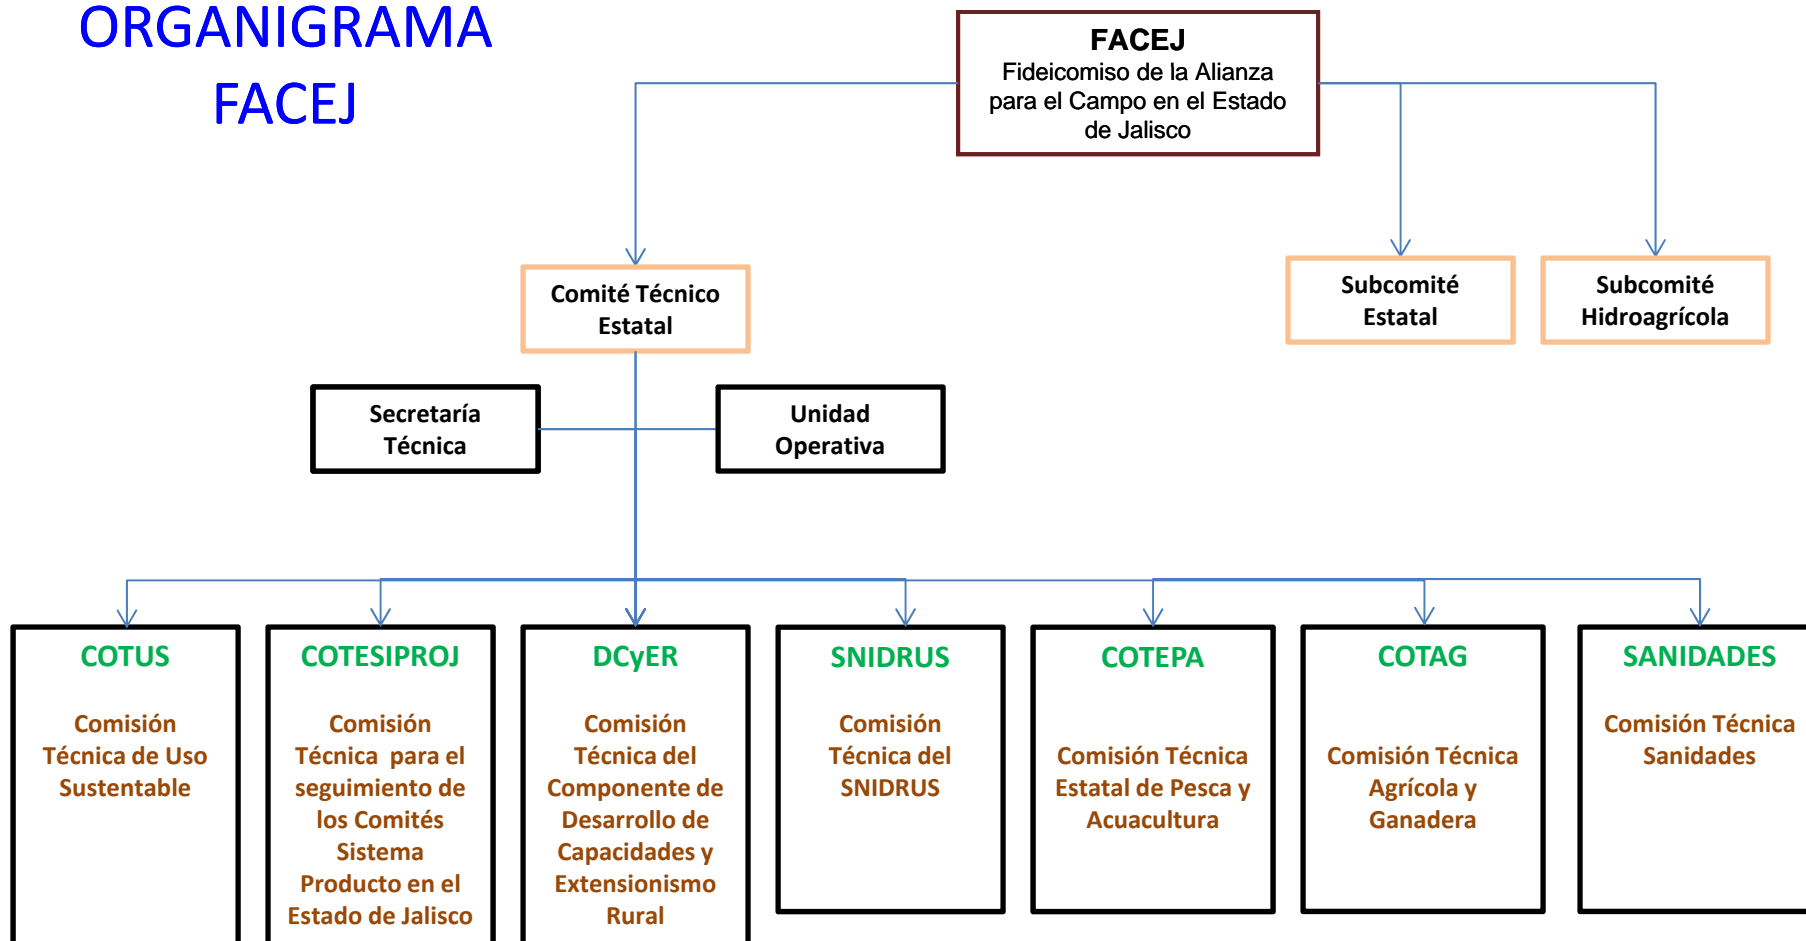 ORGANIGRAMA
FACEJ
FACEJ
Fideicomiso de la Alianza
para el Campo en el Estado
de Jalisco
Comité Técnico
Estatal
Subcomité
Estatal
Subcomité
Hidroagrícola
Secretaría
Técnica
Unidad
Operativa
COTUS
Comisión
Técnica de Uso
Sustentable
COTESIPROJ
Comisión
Técnica para el
seguimiento de
los Comités
Sistema
Producto en el
Estado de Jalisco
DCyER
Comisión
Técnica del
Componente de
Desarrollo de
Capacidades y
Extensionismo
Rural
SNIDRUS
Comisión
Técnica del
SNIDRUS
COTEPA
Comisión Técnica
Estatal de Pesca y
Acuacultura
COTAG
Comisión Técnica
Agrícola y
Ganadera
SANIDADES
Comisión Técnica
Sanidades